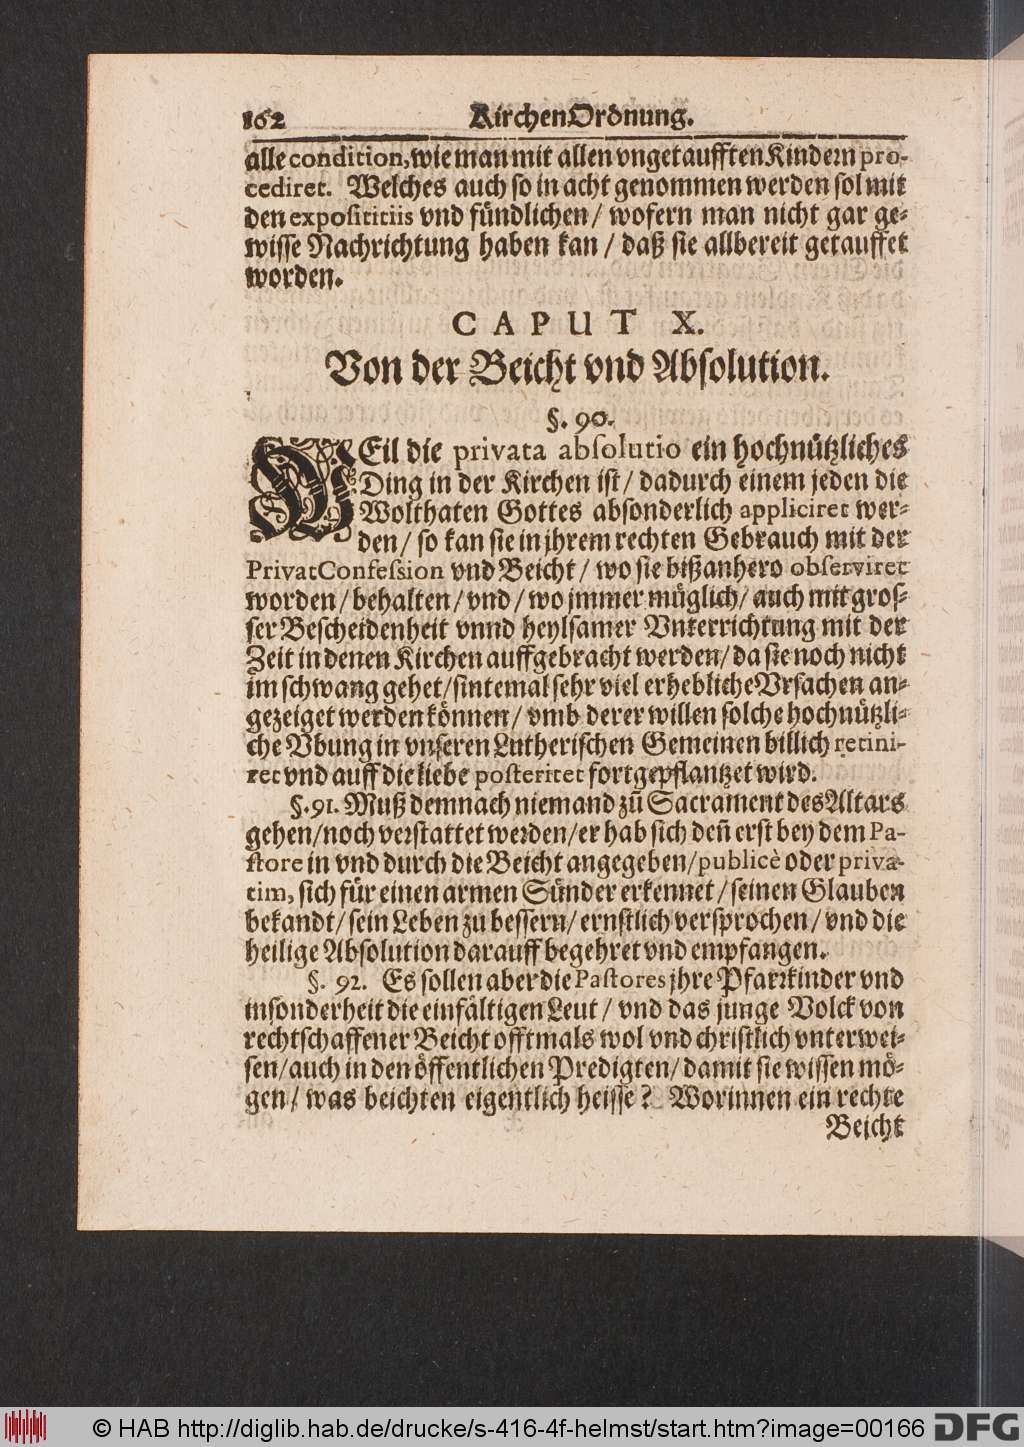 162 KirchenOrdnung.
alle condition, wie man mit allen vngetaufften Kindern pro-
cediret. Welches auch so in acht genommen werden sol mit
den exposititiis vnd fündlichen / wofern man nicht gar ge-
wisse Nachrichtung haben kan / daß sie allbereit getauffet
worden.
CAPUT X.
Von der Beicht vnd Absolution.
§. 90.
WEil die privata absolutio ein hochnützliches
Ding in der Kirchen ist / dadurch einem jeden die
Wolthaten Gottes absonderlich appliciret wer-
den / so kan sie in jhrem rechten Gebrauch mit der
PrivatConfession vnd Beicht / wo sie bißanhero observiret
worden / behalten / vnd / wo jmmer müglich / auch mit gros-
ser Bescheidenheit vnnd heylsamer Vnterrichtung mit der
Zeit in denen Kirchen auffgebracht werden / da sie noch nicht
im schwang gehet / sintemal sehr viel erhebliche Vrsachen an-
gezeiget werden können / vmb derer willen solche hochnützli-
che Vbung in vnseren Lutherischen Gemeinen billich retini-
ret vnd auff die liebe posteritet fortgepflantzet wird.
§. 91. Muß demnach niemand zū Sacrament des Altars
gehen / noch verstattet werden / er hab sich deñ erst bey dem Pa-
store in vnd durch die Beicht angegeben / publicè oder priva-
tim, sich für einen armen Sünder erkennet / seinen Glauben
bekandt / sein Leben zu bessern / ernstlich versprochen / vnd die
heilige Absolution darauff begehret vnd empfangen.
§. 92. Es sollen aber die Pastores jhre Pfarrkinder vnd
insonderheit die einfältigen Leut / vnd das junge Volck von
rechtschaffener Beicht offtmals wol vnd christlich vnterwei-
sen / auch in den öffentlichen Predigten / damit sie wissen mö-
gen / was beichten eigentlich heisse? Worinnen ein rechte
Beicht
© HAB http://diglib.hab.de/drucke/s-416-4f-helmst/start.htm?image=00166 DFG